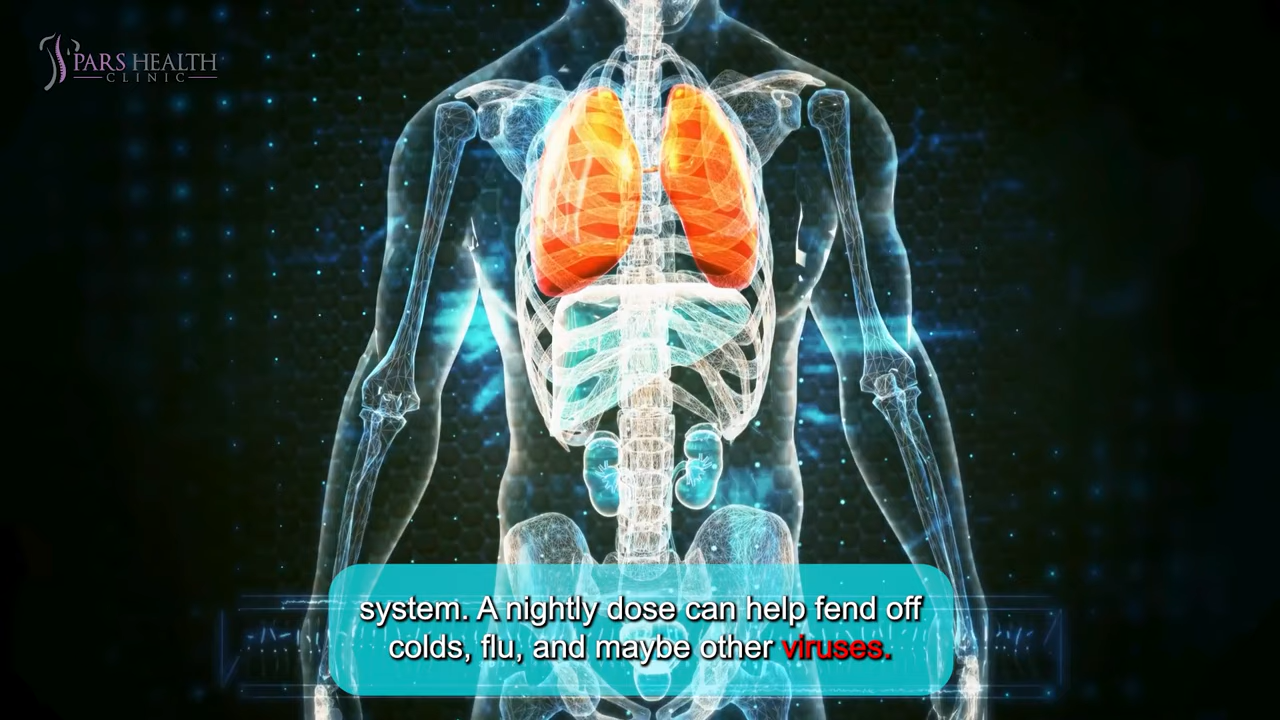 PARS HEALTH
CLINIC
system. A nightly dose can help fend off
colds, flu, and maybe other viruses.